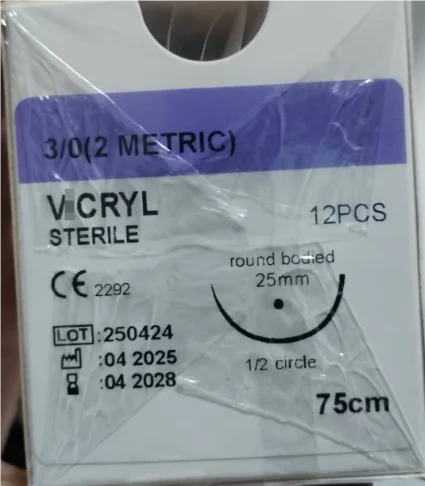 3/0(2 METRIC)
VICRYL
12PCS
STERILE
CE 2292
round bodied
25mm
1/2 circle
LOT :250424
:04 2025
:04 2028
75cm